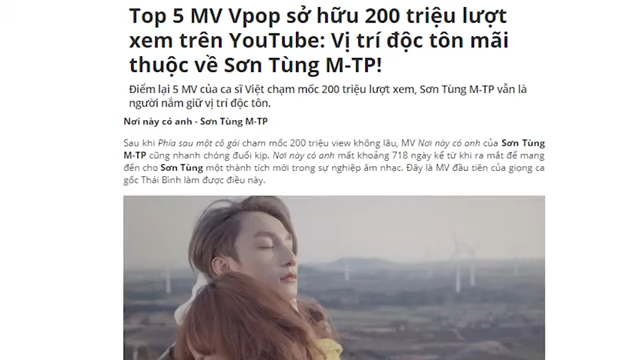 Top 5 MV Vpop sở hữu 200 triệu lượt
xem trên YouTube: Vị trí độc tôn mãi
thuộc về Sơn Tùng M-TP!
Điểm lại 5 MV của ca sĩ Việt chạm mốc 200 triệu lượt xem, Sơn Tùng M-TP vẫn là
người nắm giữ vị trí độc tôn.
Nơi này có anh - Sơn Tùng M-TP
Sau khi Phía sau một cô gái chạm mốc 200 triệu view không lâu, MV Nơi này có anh của Sơn Tùng
M-TP cũng nhanh chóng đuổi kịp. Nơi này có anh mất khoảng 718 ngày kể từ khi ra mắt để mang
đến cho Sơn Tùng một thành tích mới trong sự nghiệp âm nhạc. Đây là MV đầu tiên của giọng ca
gốc Thái Bình làm được điều này.